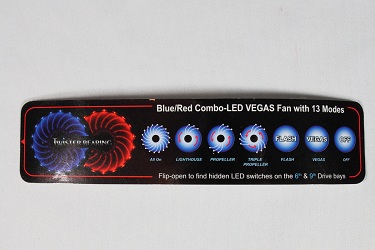 Blue/Red Combo-LED VEGAS Fan with 13 Modes
TWISTER BEARING
FLASH VEGAS OFF
All On LIGHTHOUSE PROPELLER TRIPLE PROPELLER FLASH VEGAS OFF
Flip-open to find hidden LED switches on the 6th & 9th Drive bays